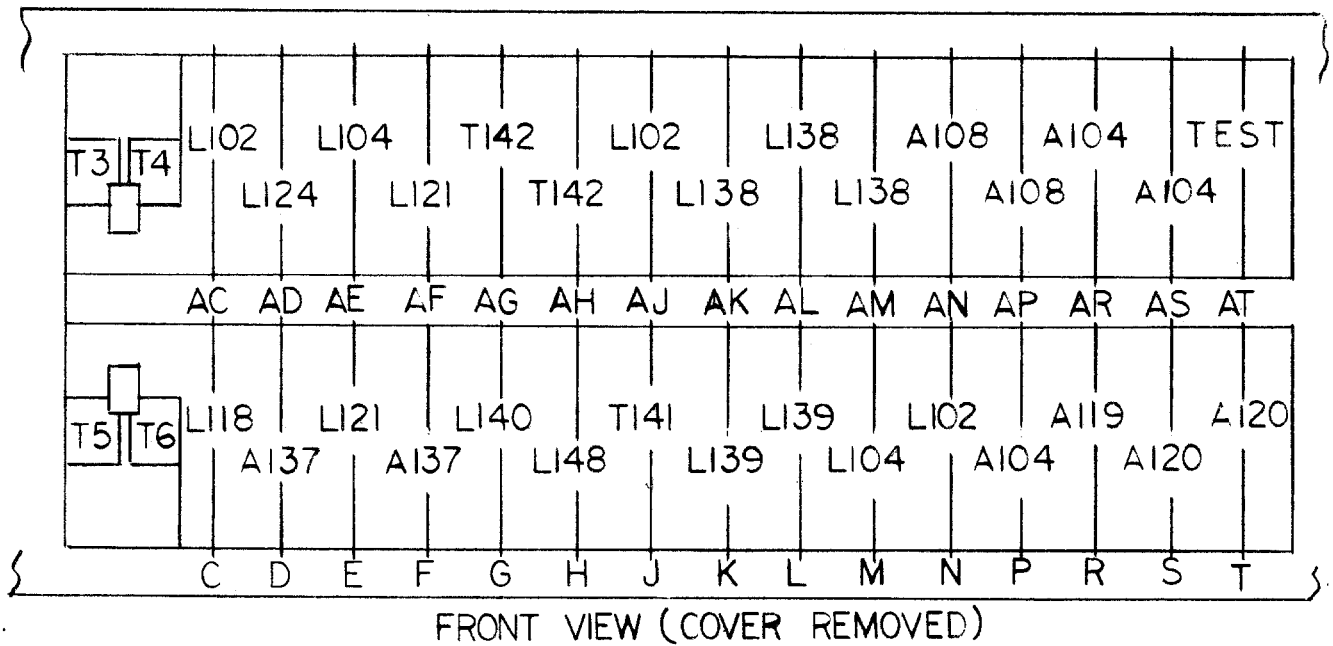 L102 L104 T142 L102 L138 A108 A104 TEST
T3 T4
L124 L121 T142 L138 L138 A108 A104
AC AD AE AF AG AH AJ AK AL AM AN AP AR AS AT
L118 L121 L140 T141 L139 L102 A119 A120
T5 T6
A137 A137 L148 L139 L104 A104 A120
C D E F G H J K L M N P R S T
FRONT VIEW (COVER REMOVED)